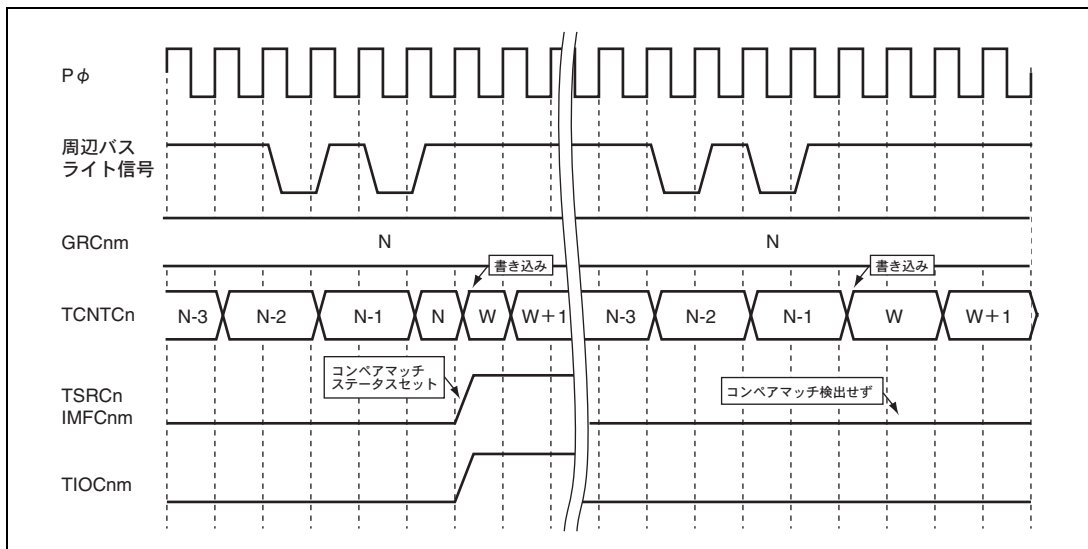 Pφ
周辺バス
ライト信号
GRCnm
N
N
書き込み
書き込み
TCNTCn
N-3
N-2
N-1
N
W
W+1
N-3
N-2
N-1
W
W+1
コンペアマッチ
ステータスセット
コンペアマッチ検出せず
TSRCn
IMFCnm
TIOCnm